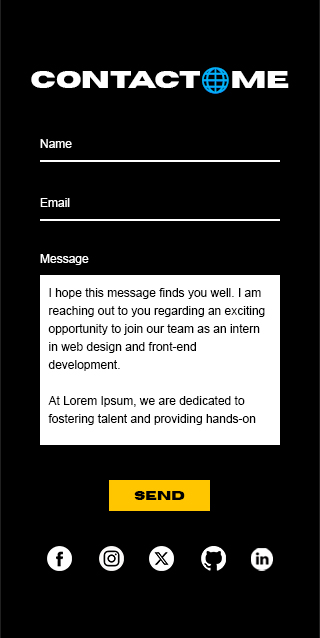 CONTACT🌐ME
Name
Email
Message
I hope this message finds you well. I am
reaching out to you regarding an exciting
opportunity to join our team as an intern
in web design and front-end
development.
At Lorem Ipsum, we are dedicated to
fostering talent and providing hands-on
SEND